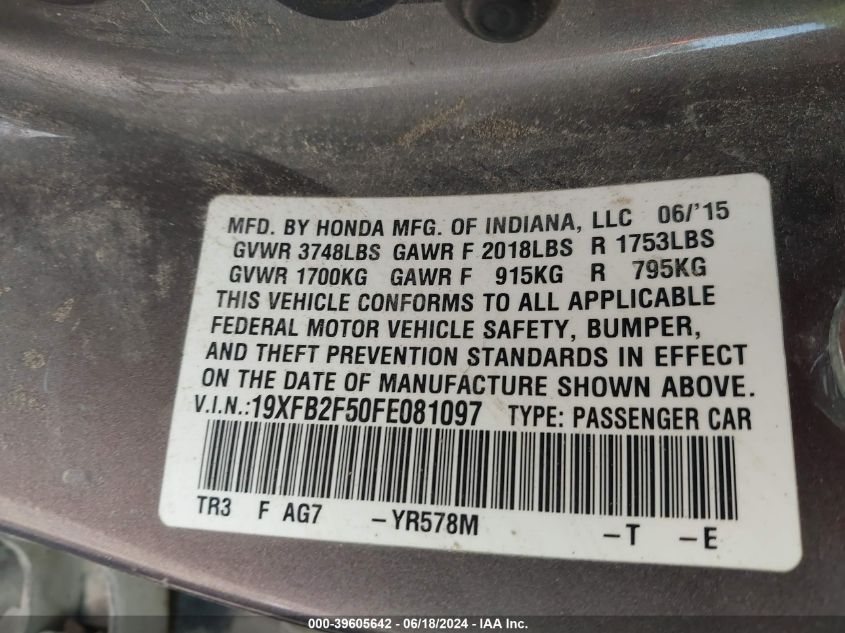 MFD. BY HONDA MFG. OF INDIANA, LLC 06/'15
GVWR 3748LBS GAWR F 2018LBS R 1753LBS
GVWR 1700KG GAWR F 915KG R 795KG
THIS VEHICLE CONFORMS TO ALL APPLICABLE
FEDERAL MOTOR VEHICLE SAFETY, BUMPER,
AND THEFT PREVENTION STANDARDS IN EFFECT
ON THE DATE OF MANUFACTURE SHOWN ABOVE.
V.I.N.:19XFB2F50FE081097 TYPE: PASSENGER CAR
TR3 F AG7 -YR578M -T -E
000-39605642 - 06/18/2024 - IAA Inc.